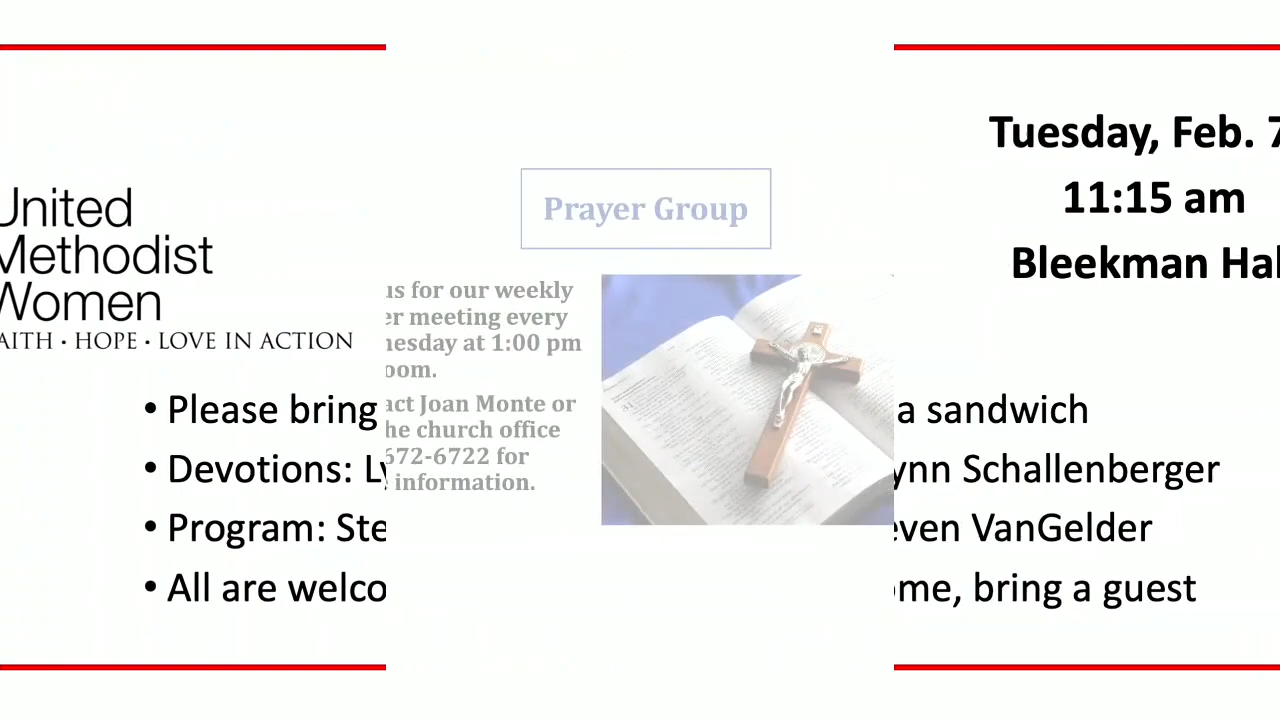 United
Methodist
Women
FAITH · HOPE · LOVE IN ACTION
Tuesday, Feb. 7
11:15 am
Bleekman Hal
• Please bring
a sandwich
• Devotions: Ly
ynn Schallenberger
• Program: Ste
even VanGelder
• All are welco
ome, bring a guest
Prayer Group
us for our weekly
er meeting every
nesday at 1:00 pm
oom.
act Joan Monte or
he church office
672-6722 for
information.